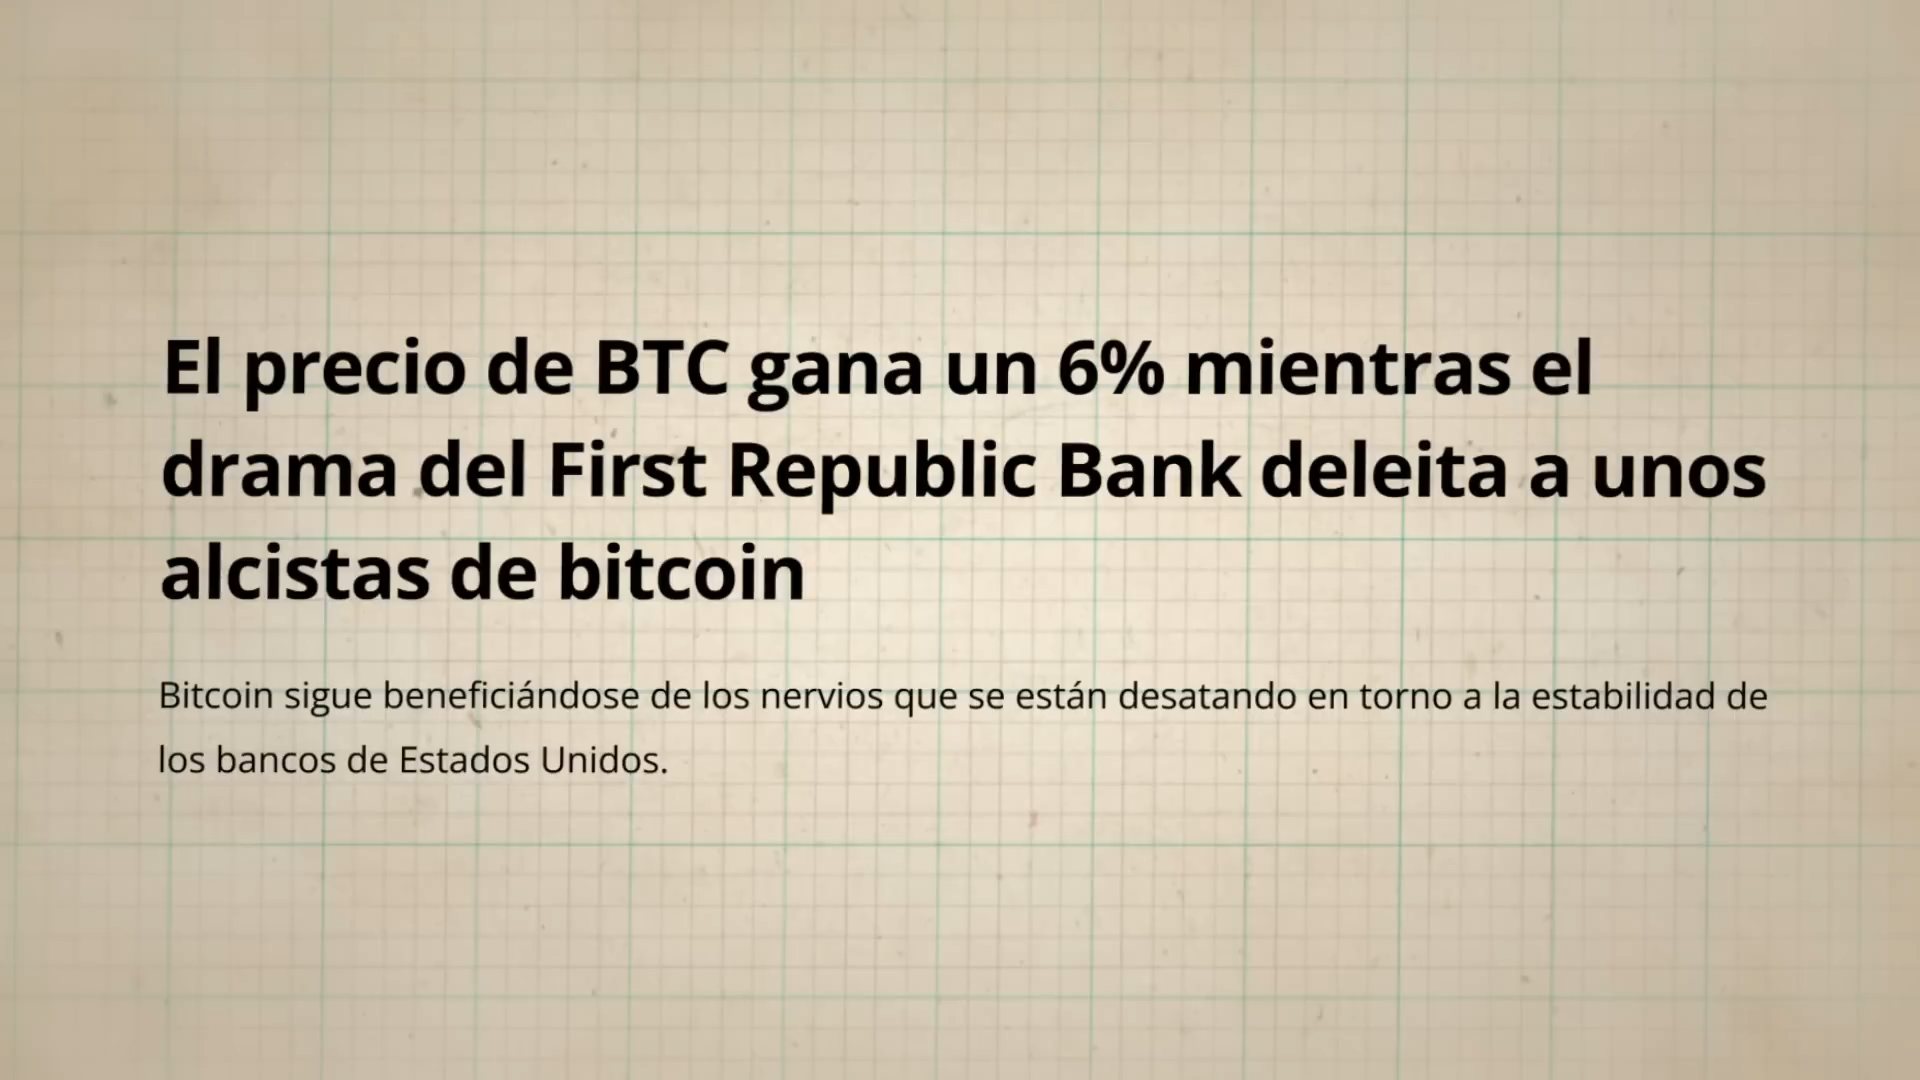 El precio de BTC gana un 6% mientras el
drama del First Republic Bank deleita a unos
alcistas de bitcoin
Bitcoin sigue beneficiándose de los nervios que se están desatando en torno a la estabilidad de
los bancos de Estados Unidos.